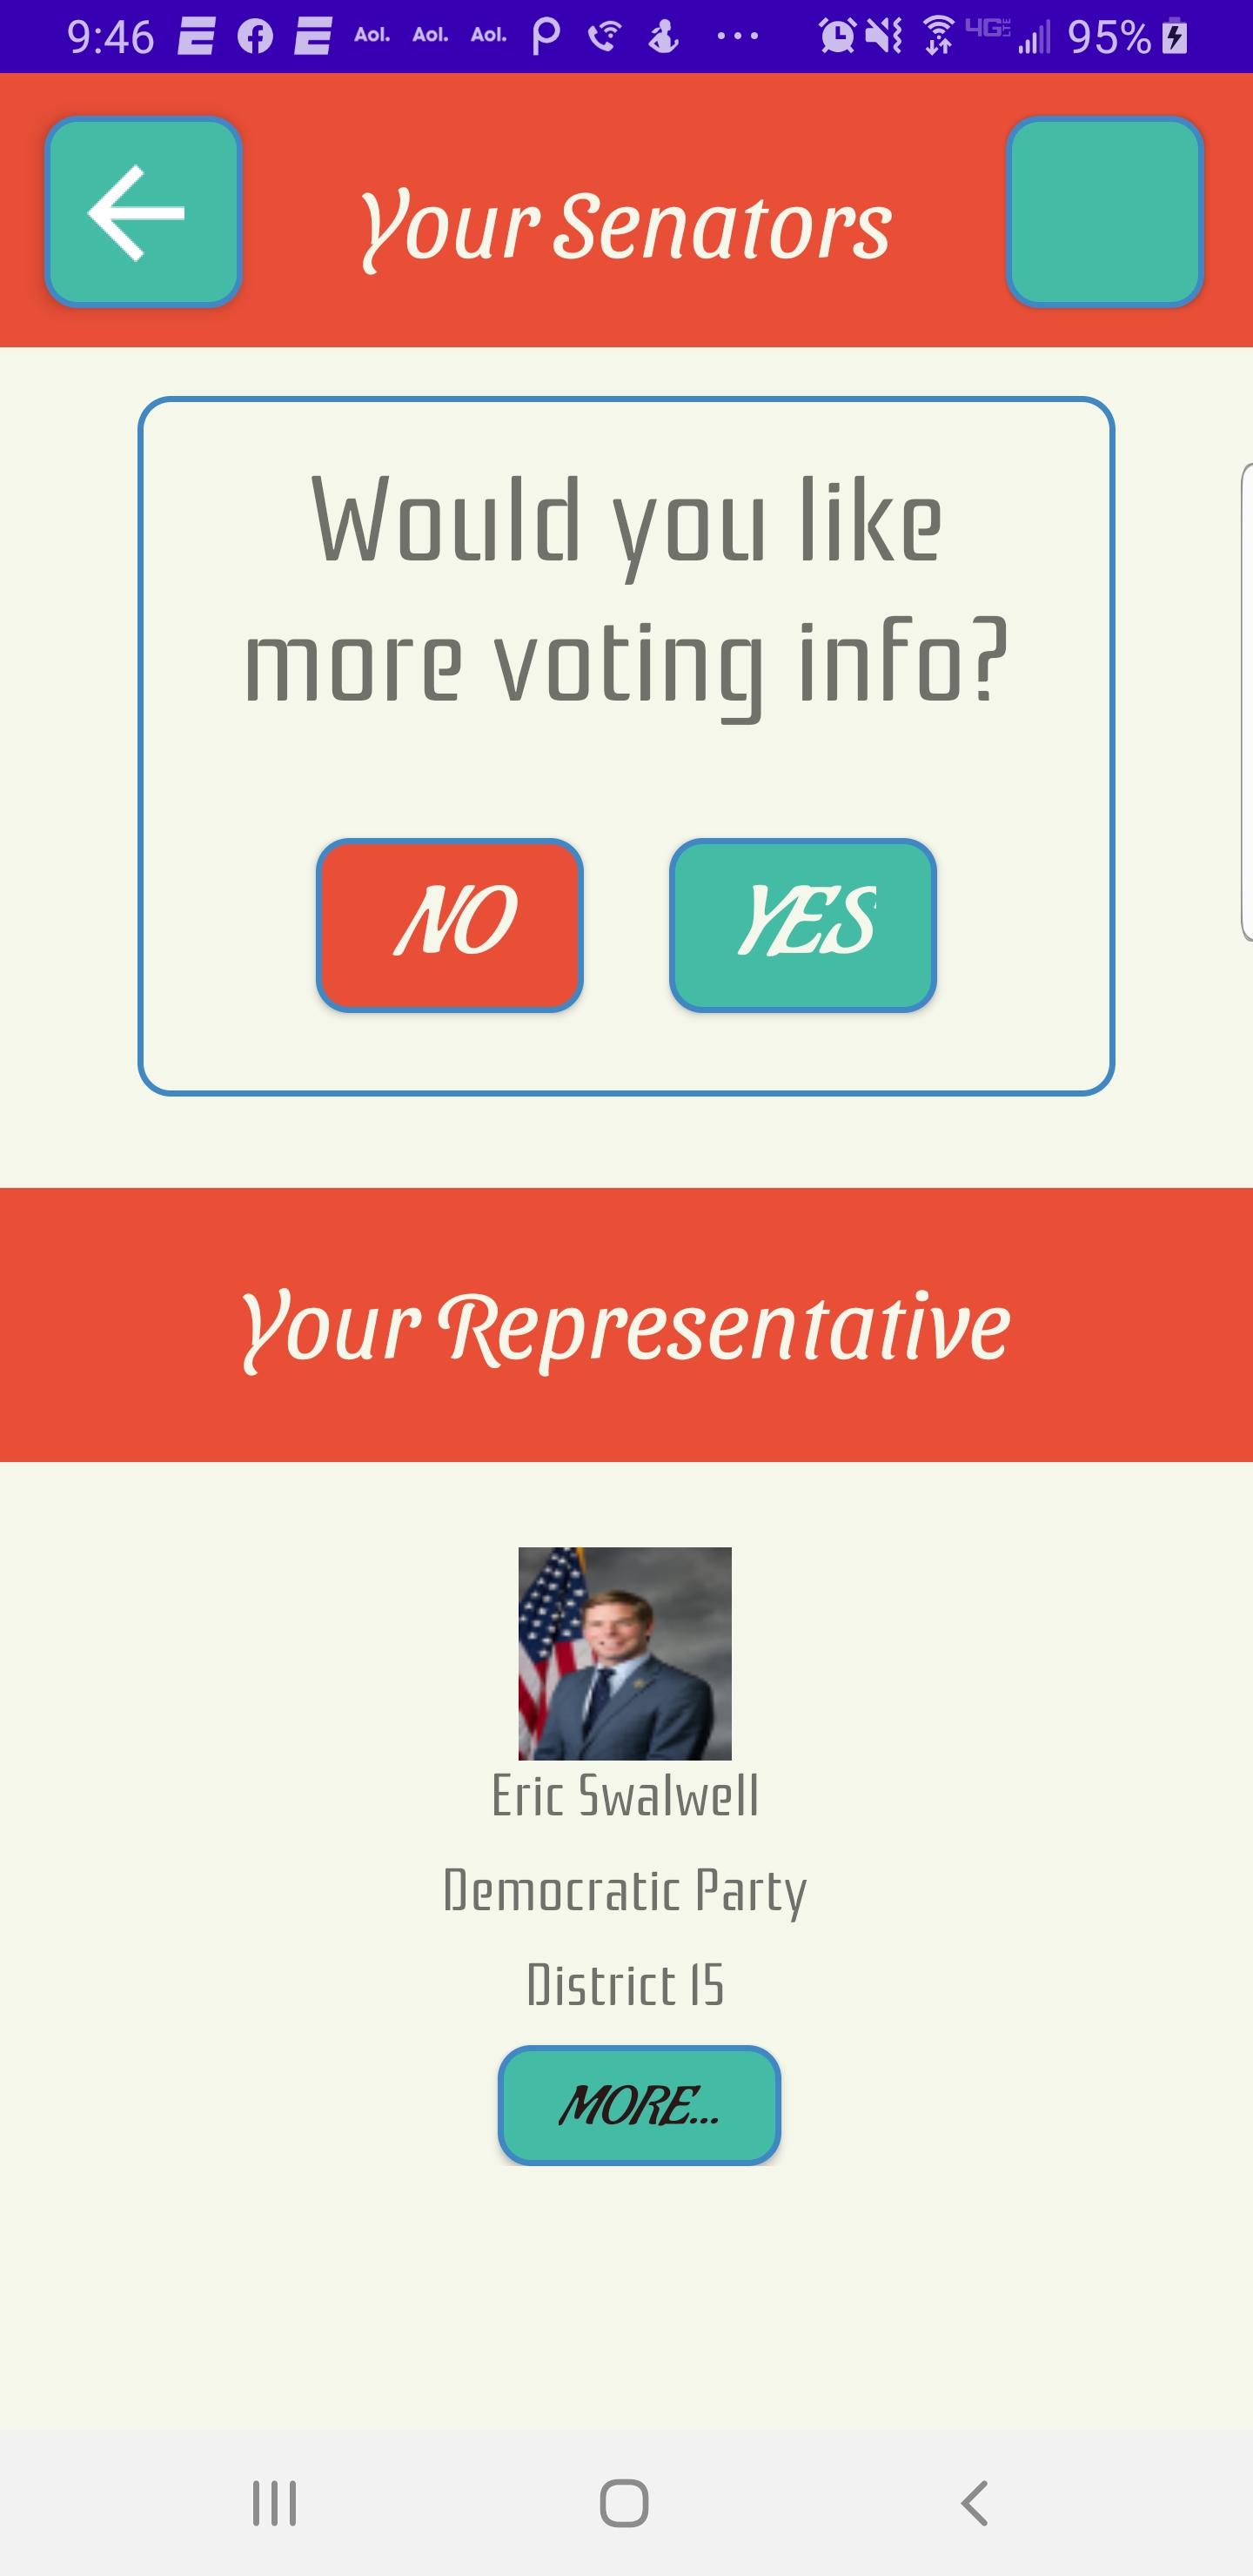 9:46 Aol. Aol. Aol. 4G LTE 95%
Your Senators
Would you like
more voting info?
NO YES
Your Representative
Eric Swalwell
Democratic Party
District 15
MORE...